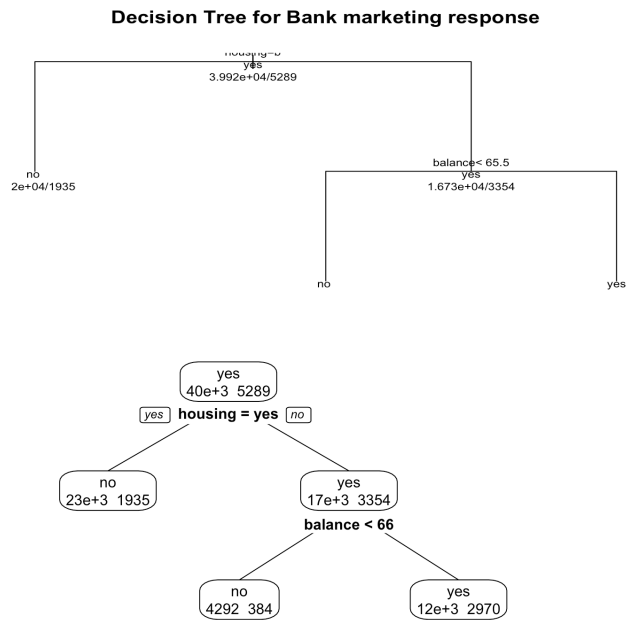 Decision Tree for Bank marketing response
housing=b
yes
3.992e+04/5289
no
2e+04/1935
balance< 65.5
yes
1.673e+04/3354
no
yes
yes
40e+3 5289
yes housing = yes no
no
23e+3 1935
yes
17e+3 3354
balance < 66
no
4292 384
yes
12e+3 2970